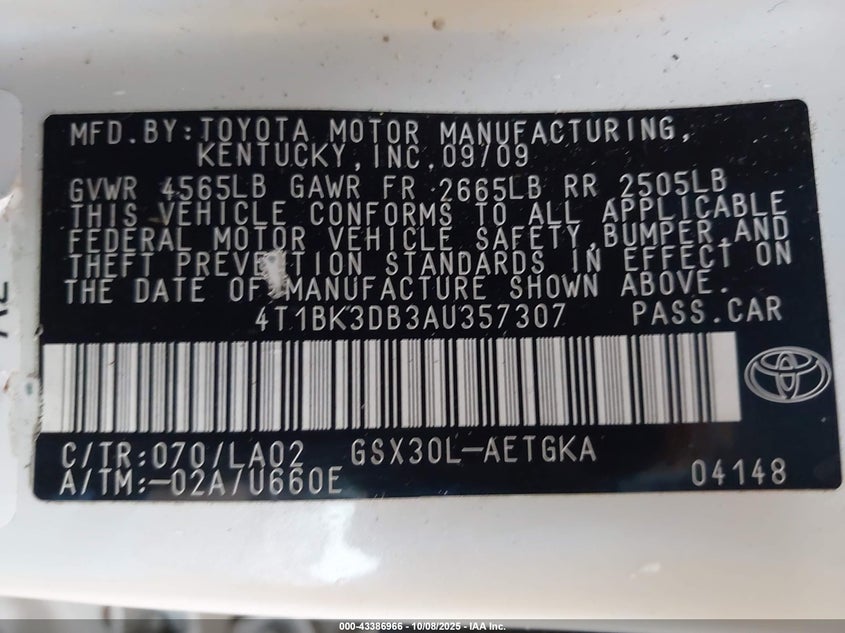 MFD.BY:TOYOTA MOTOR MANUFACTURING,
KENTUCKY,INC.09/09
GVWR 4565LB GAWR FR 2665LB RR 2505LB
THIS VEHICLE CONFORMS TO ALL APPLICABLE
FEDERAL MOTOR VEHICLE SAFETY,BUMPER,AND
THEFT PREVENTION STANDARDS IN EFFECT ON
THE DATE OF MANUFACTURE SHOWN ABOVE.
4T1BK3DB3AU357307 PASS.CAR
C/TR:070/LA02 GSX30L-AETGKA
A/TM:-02A/U660E 04148
000-43386966 - 10/08/2025 - IAA Inc.